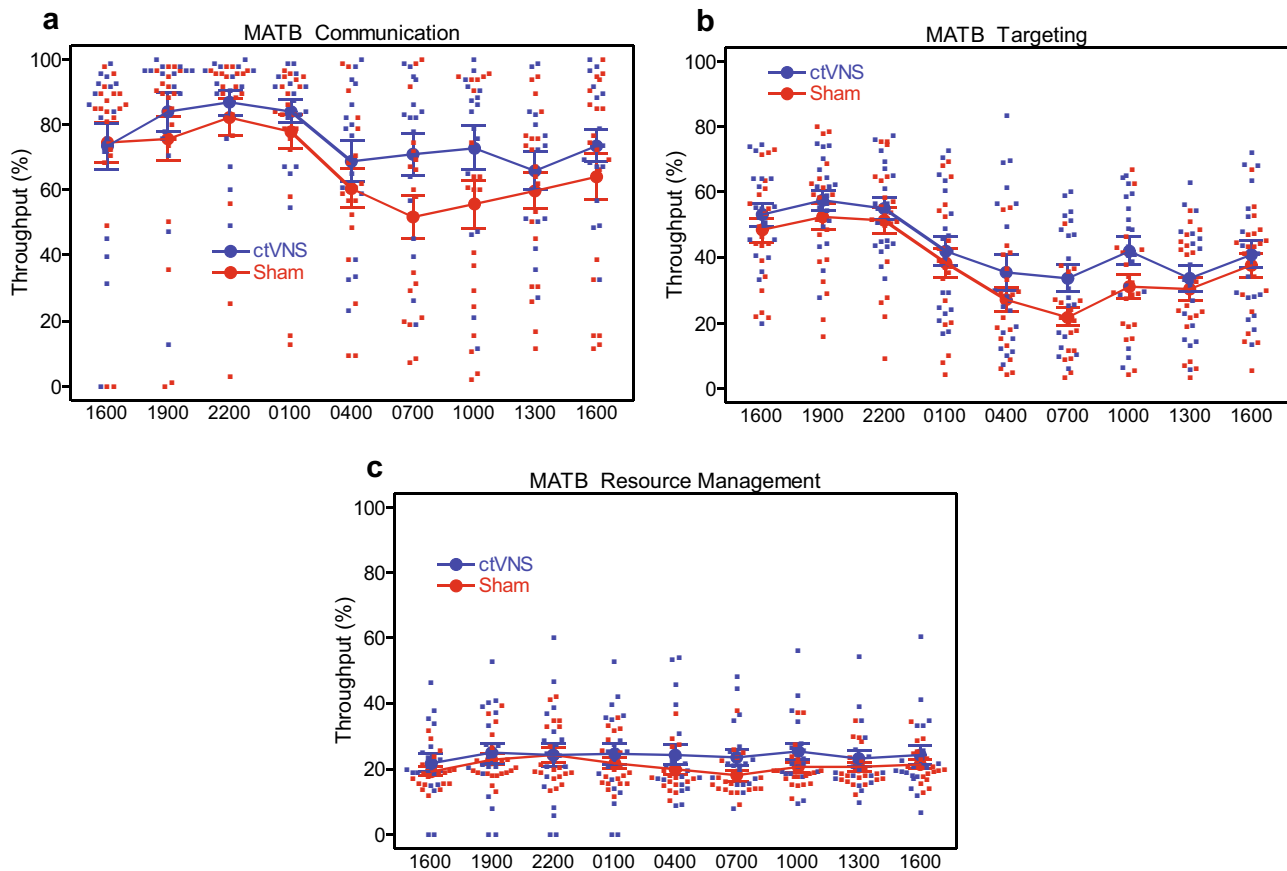 a
MATB Communication
Throughput (%)
100
80
60
40
20
0
ctVNS
Sham
1600 1900 2200 0100 0400 0700 1000 1300 1600
b
MATB Targeting
Throughput (%)
100
80
60
40
20
0
ctVNS
Sham
1600 1900 2200 0100 0400 0700 1000 1300 1600
c
MATB Resource Management
Throughput (%)
100
80
60
40
20
0
ctVNS
Sham
1600 1900 2200 0100 0400 0700 1000 1300 1600